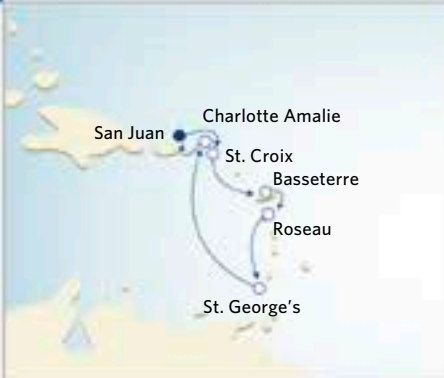 Charlotte Amalie
San Juan
St. Croix
Basseterre
Roseau
St. George's